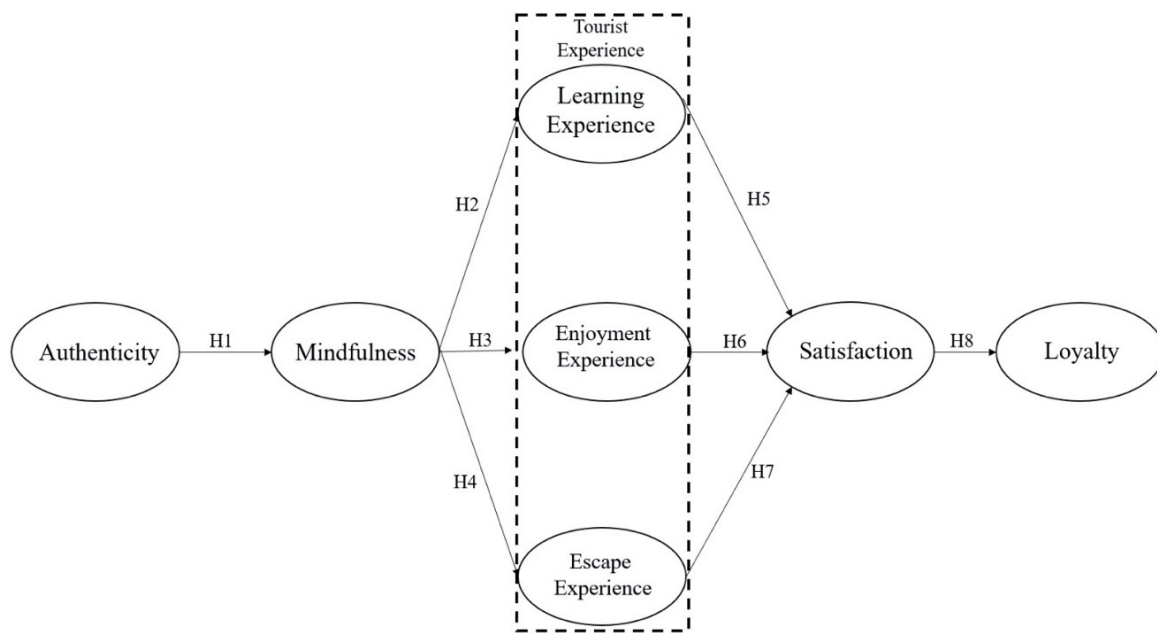 Tourist
Experience
Learning
Experience
H2
H5
Authenticity
H1
Mindfulness
H3
Enjoyment
Experience
H6
Satisfaction
H8
Loyalty
H4
H7
Escape
Experience